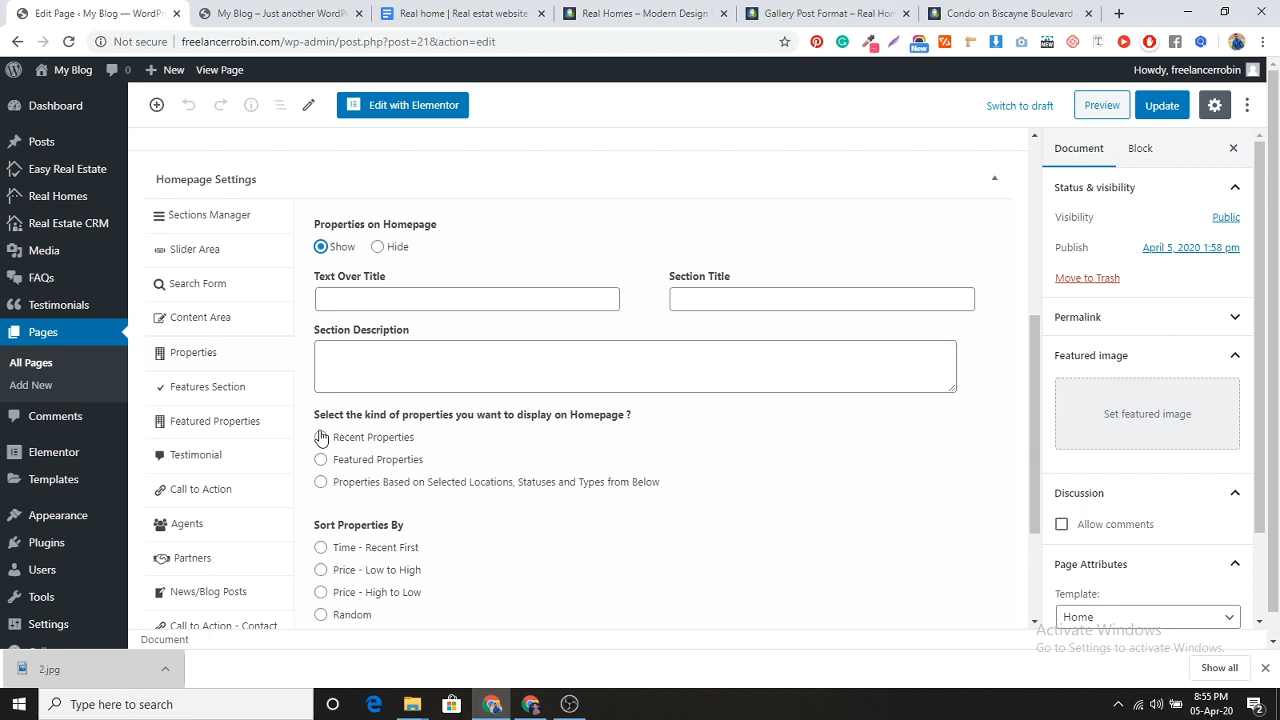 Edit Page ‹ My Blog — WordPr
My Blog – Just another WordPr
Real home | Real estat website
Real Homes – Modern Design V
Gallery Post Format – Real Hom
Condo on Biscayne Boulevard
Not secure | freelancerrobin.com/wp-admin/post.php?post=21&action=edit
New
NEW
My Blog
0
New
View Page
Howdy, freelancerrobin
Dashboard
Edit with Elementor
Switch to draft
Preview
Update
Posts
Easy Real Estate
Real Homes
Real Estate CRM
Media
FAQs
Testimonials
Pages
All Pages
Add New
Comments
Elementor
Templates
Appearance
Plugins
Users
Tools
Settings
Homepage Settings
Sections Manager
Slider Area
Search Form
Content Area
Properties
Features Section
Featured Properties
Testimonial
Call to Action
Agents
Partners
News/Blog Posts
Call to Action - Contact
Properties on Homepage
Show Hide
Text Over Title
Section Title
Section Description
Select the kind of properties you want to display on Homepage ?
Recent Properties
Featured Properties
Properties Based on Selected Locations, Statuses and Types from Below
Sort Properties By
Time - Recent First
Price - Low to High
Price - High to Low
Random
Document
Document
Block
Status & visibility
Visibility
Public
Publish
April 5, 2020 1:58 pm
Move to Trash
Permalink
Featured image
Set featured image
Discussion
Allow comments
Page Attributes
Template:
Home
Activate Windows
Go to Settings to activate Windows.
2.jpg
Show all
Type here to search
8:55 PM
05-Apr-20
2